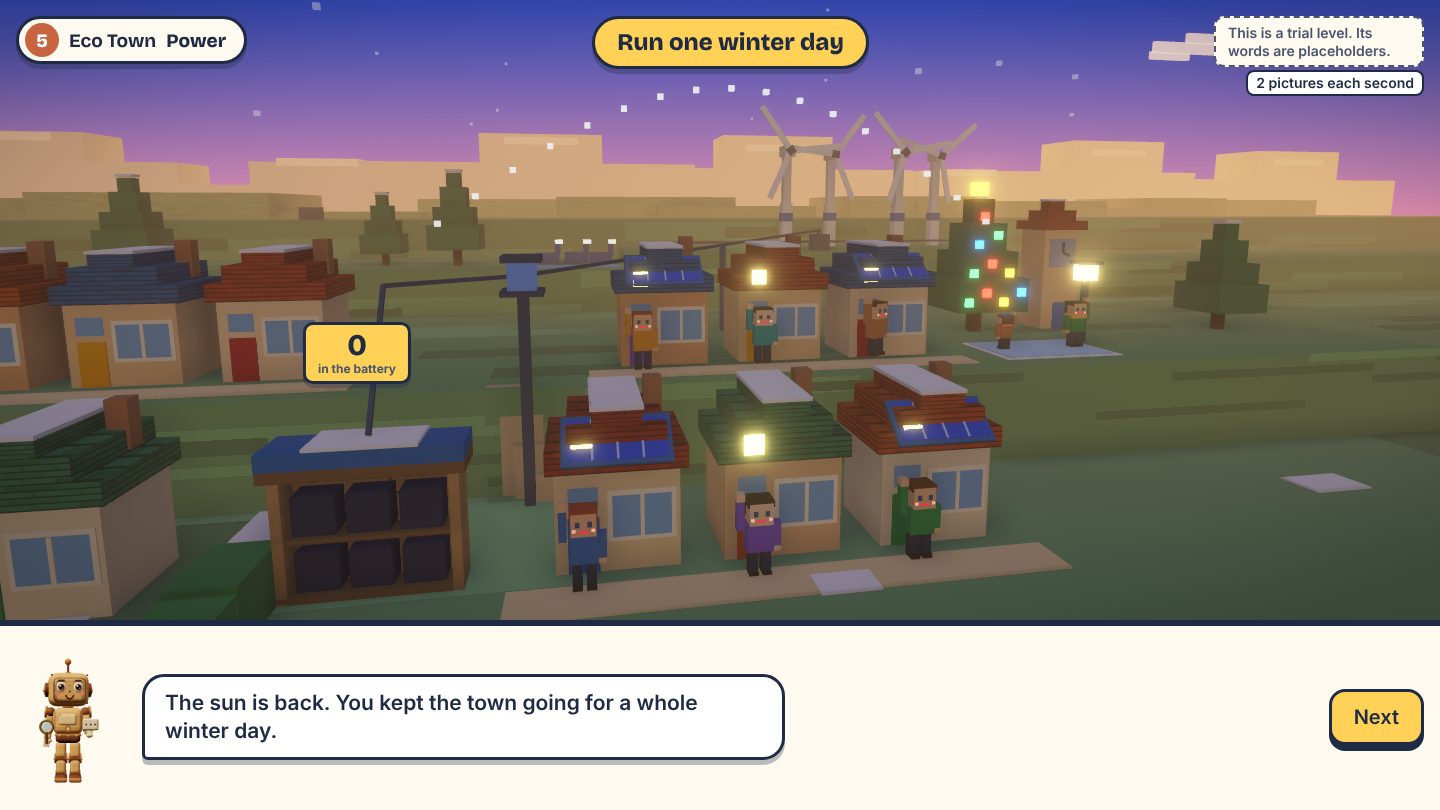 5 Eco Town Power
Run one winter day
This is a trial level. Its
words are placeholders.
2 pictures each second
0
in the battery
The sun is back. You kept the town going for a whole
winter day.
Next